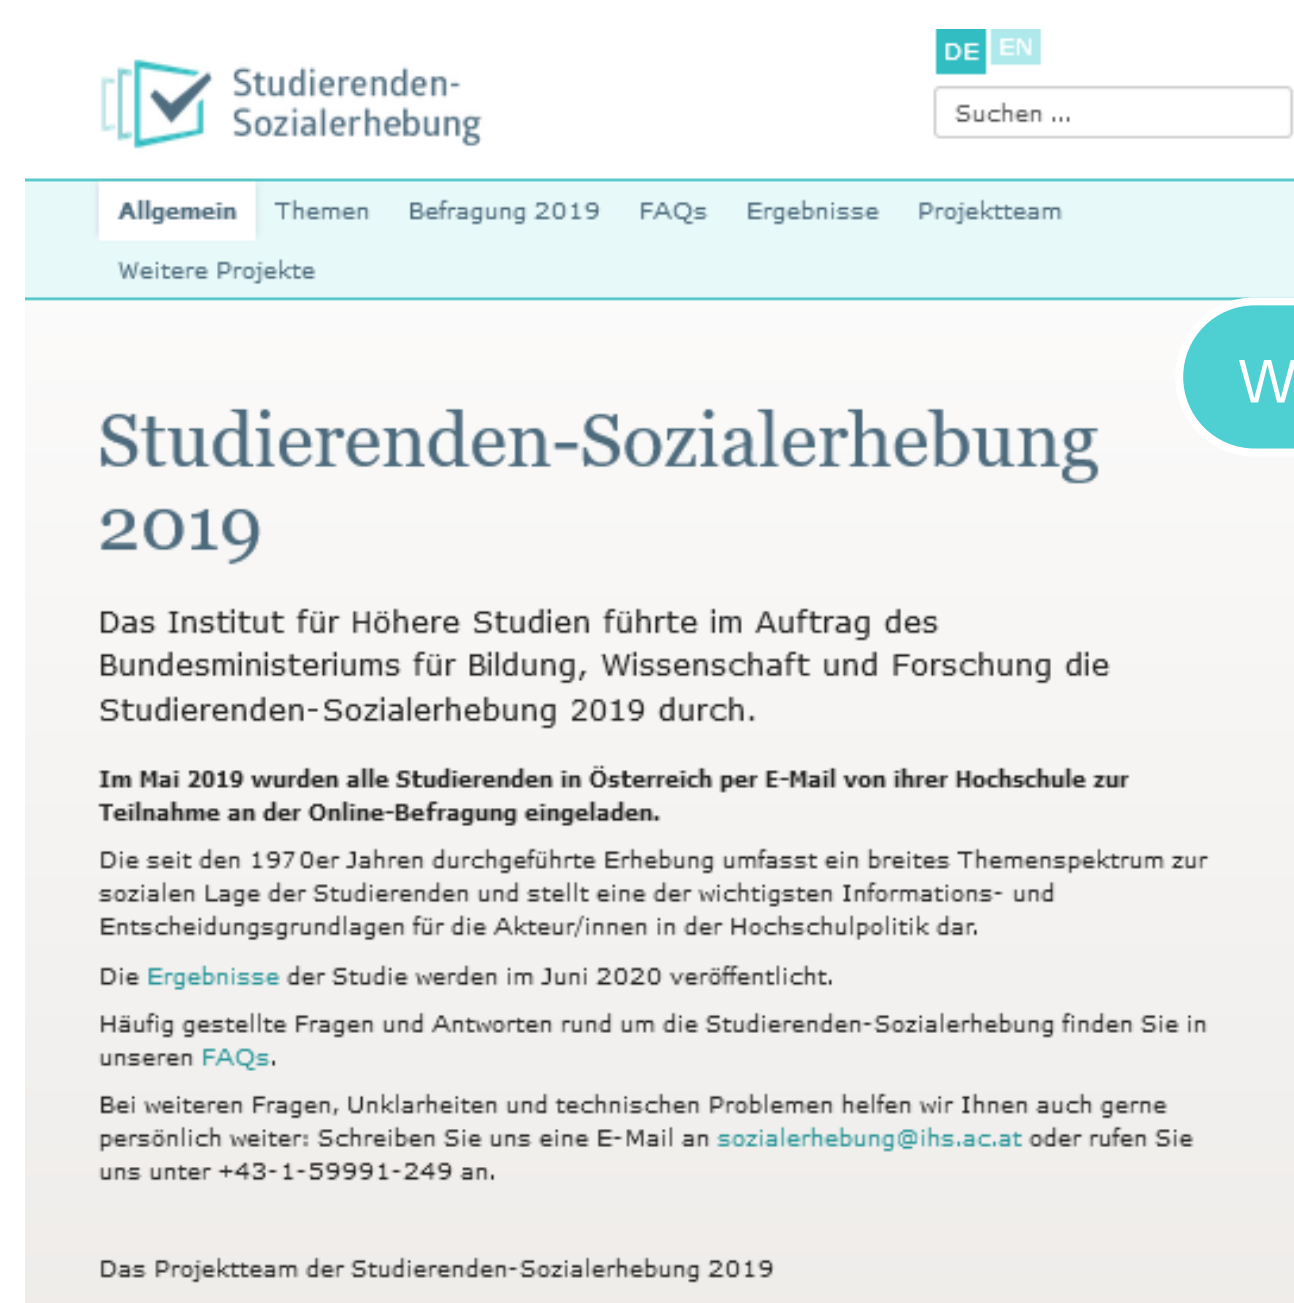 Studierenden-
Sozialerhebung
DE EN
Suchen ...
Allgemein Themen Befragung 2019 FAQs Ergebnisse Projektteam
Weitere Projekte
W
Studierenden-Sozialerhebung
2019
Das Institut für Höhere Studien führte im Auftrag des
Bundesministeriums für Bildung, Wissenschaft und Forschung die
Studierenden-Sozialerhebung 2019 durch.
Im Mai 2019 wurden alle Studierenden in Österreich per E-Mail von ihrer Hochschule zur
Teilnahme an der Online-Befragung eingeladen.
Die seit den 1970er Jahren durchgeführte Erhebung umfasst ein breites Themenspektrum zur
sozialen Lage der Studierenden und stellt eine der wichtigsten Informations- und
Entscheidungsgrundlagen für die Akteur/innen in der Hochschulpolitik dar.
Die Ergebnisse der Studie werden im Juni 2020 veröffentlicht.
Häufig gestellte Fragen und Antworten rund um die Studierenden-Sozialerhebung finden Sie in
unseren FAQs.
Bei weiteren Fragen, Unklarheiten und technischen Problemen helfen wir Ihnen auch gerne
persönlich weiter: Schreiben Sie uns eine E-Mail an sozialerhebung@ihs.ac.at oder rufen Sie
uns unter +43-1-59991-249 an.
Das Projektteam der Studierenden-Sozialerhebung 2019